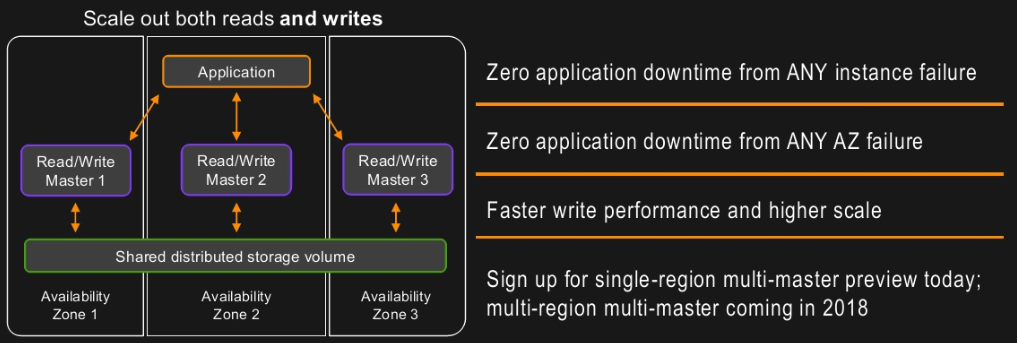 Scale out both reads and writes
Application
Read/Write
Master 1
Read/Write
Master 2
Read/Write
Master 3
Shared distributed storage volume
Availability
Zone 1
Availability
Zone 2
Availability
Zone 3
Zero application downtime from ANY instance failure
Zero application downtime from ANY AZ failure
Faster write performance and higher scale
Sign up for single-region multi-master preview today;
multi-region multi-master coming in 2018